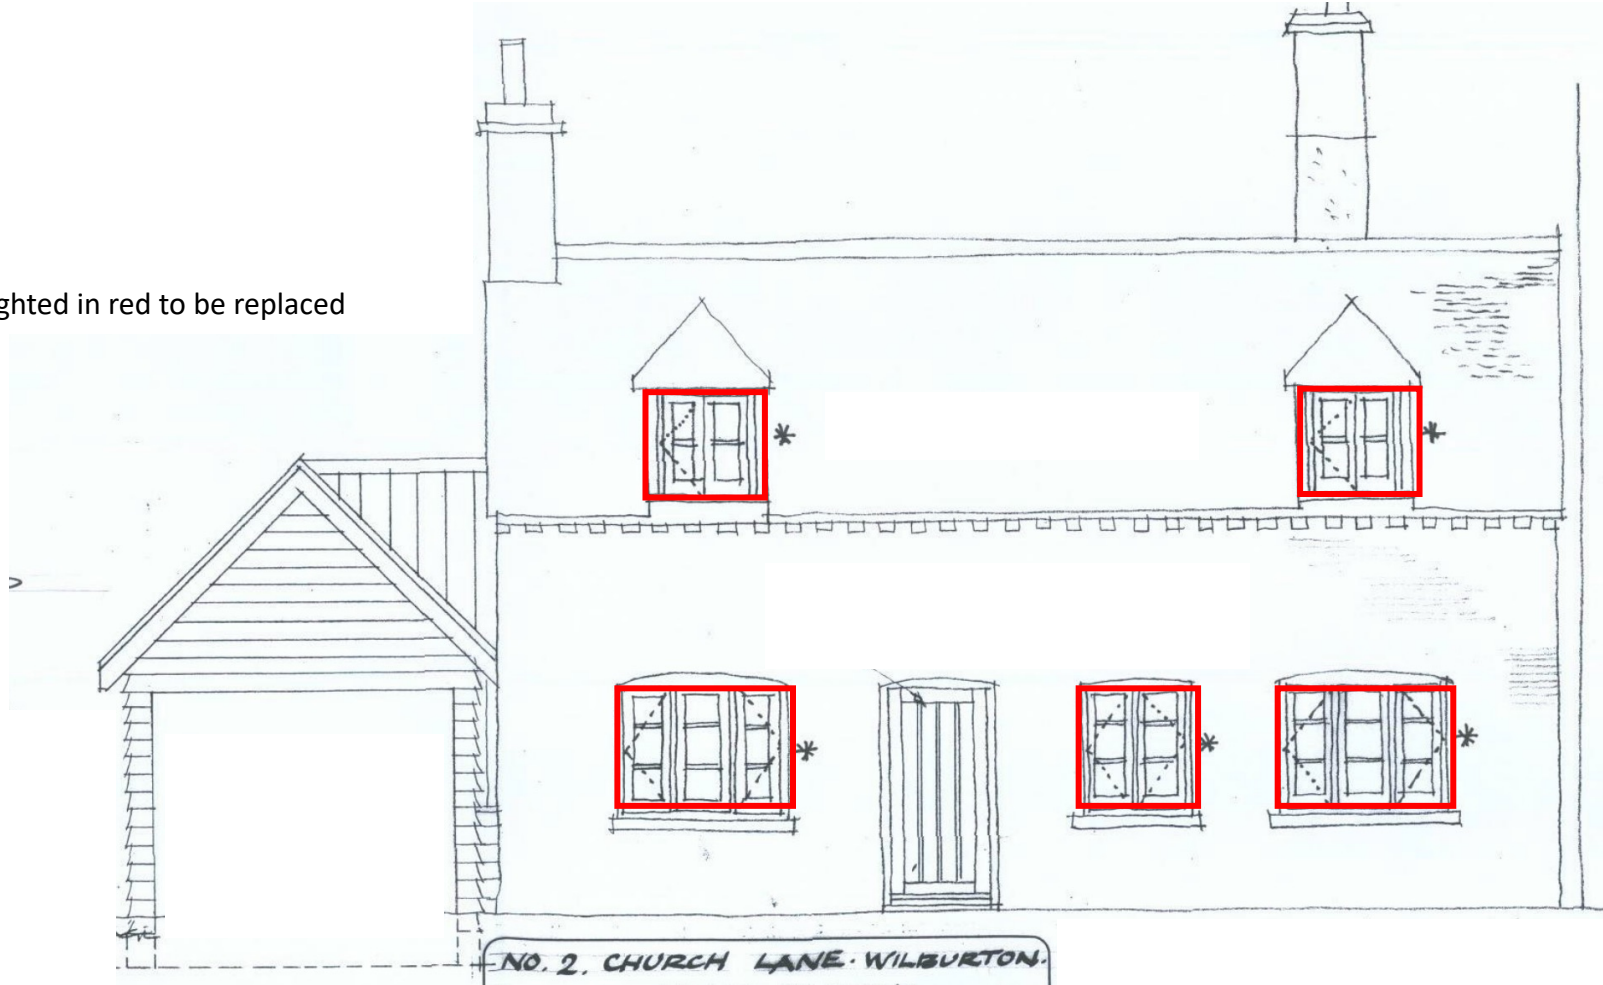 ghted in red to be replaced
NO. 2. CHURCH LANE. WILBURTON.